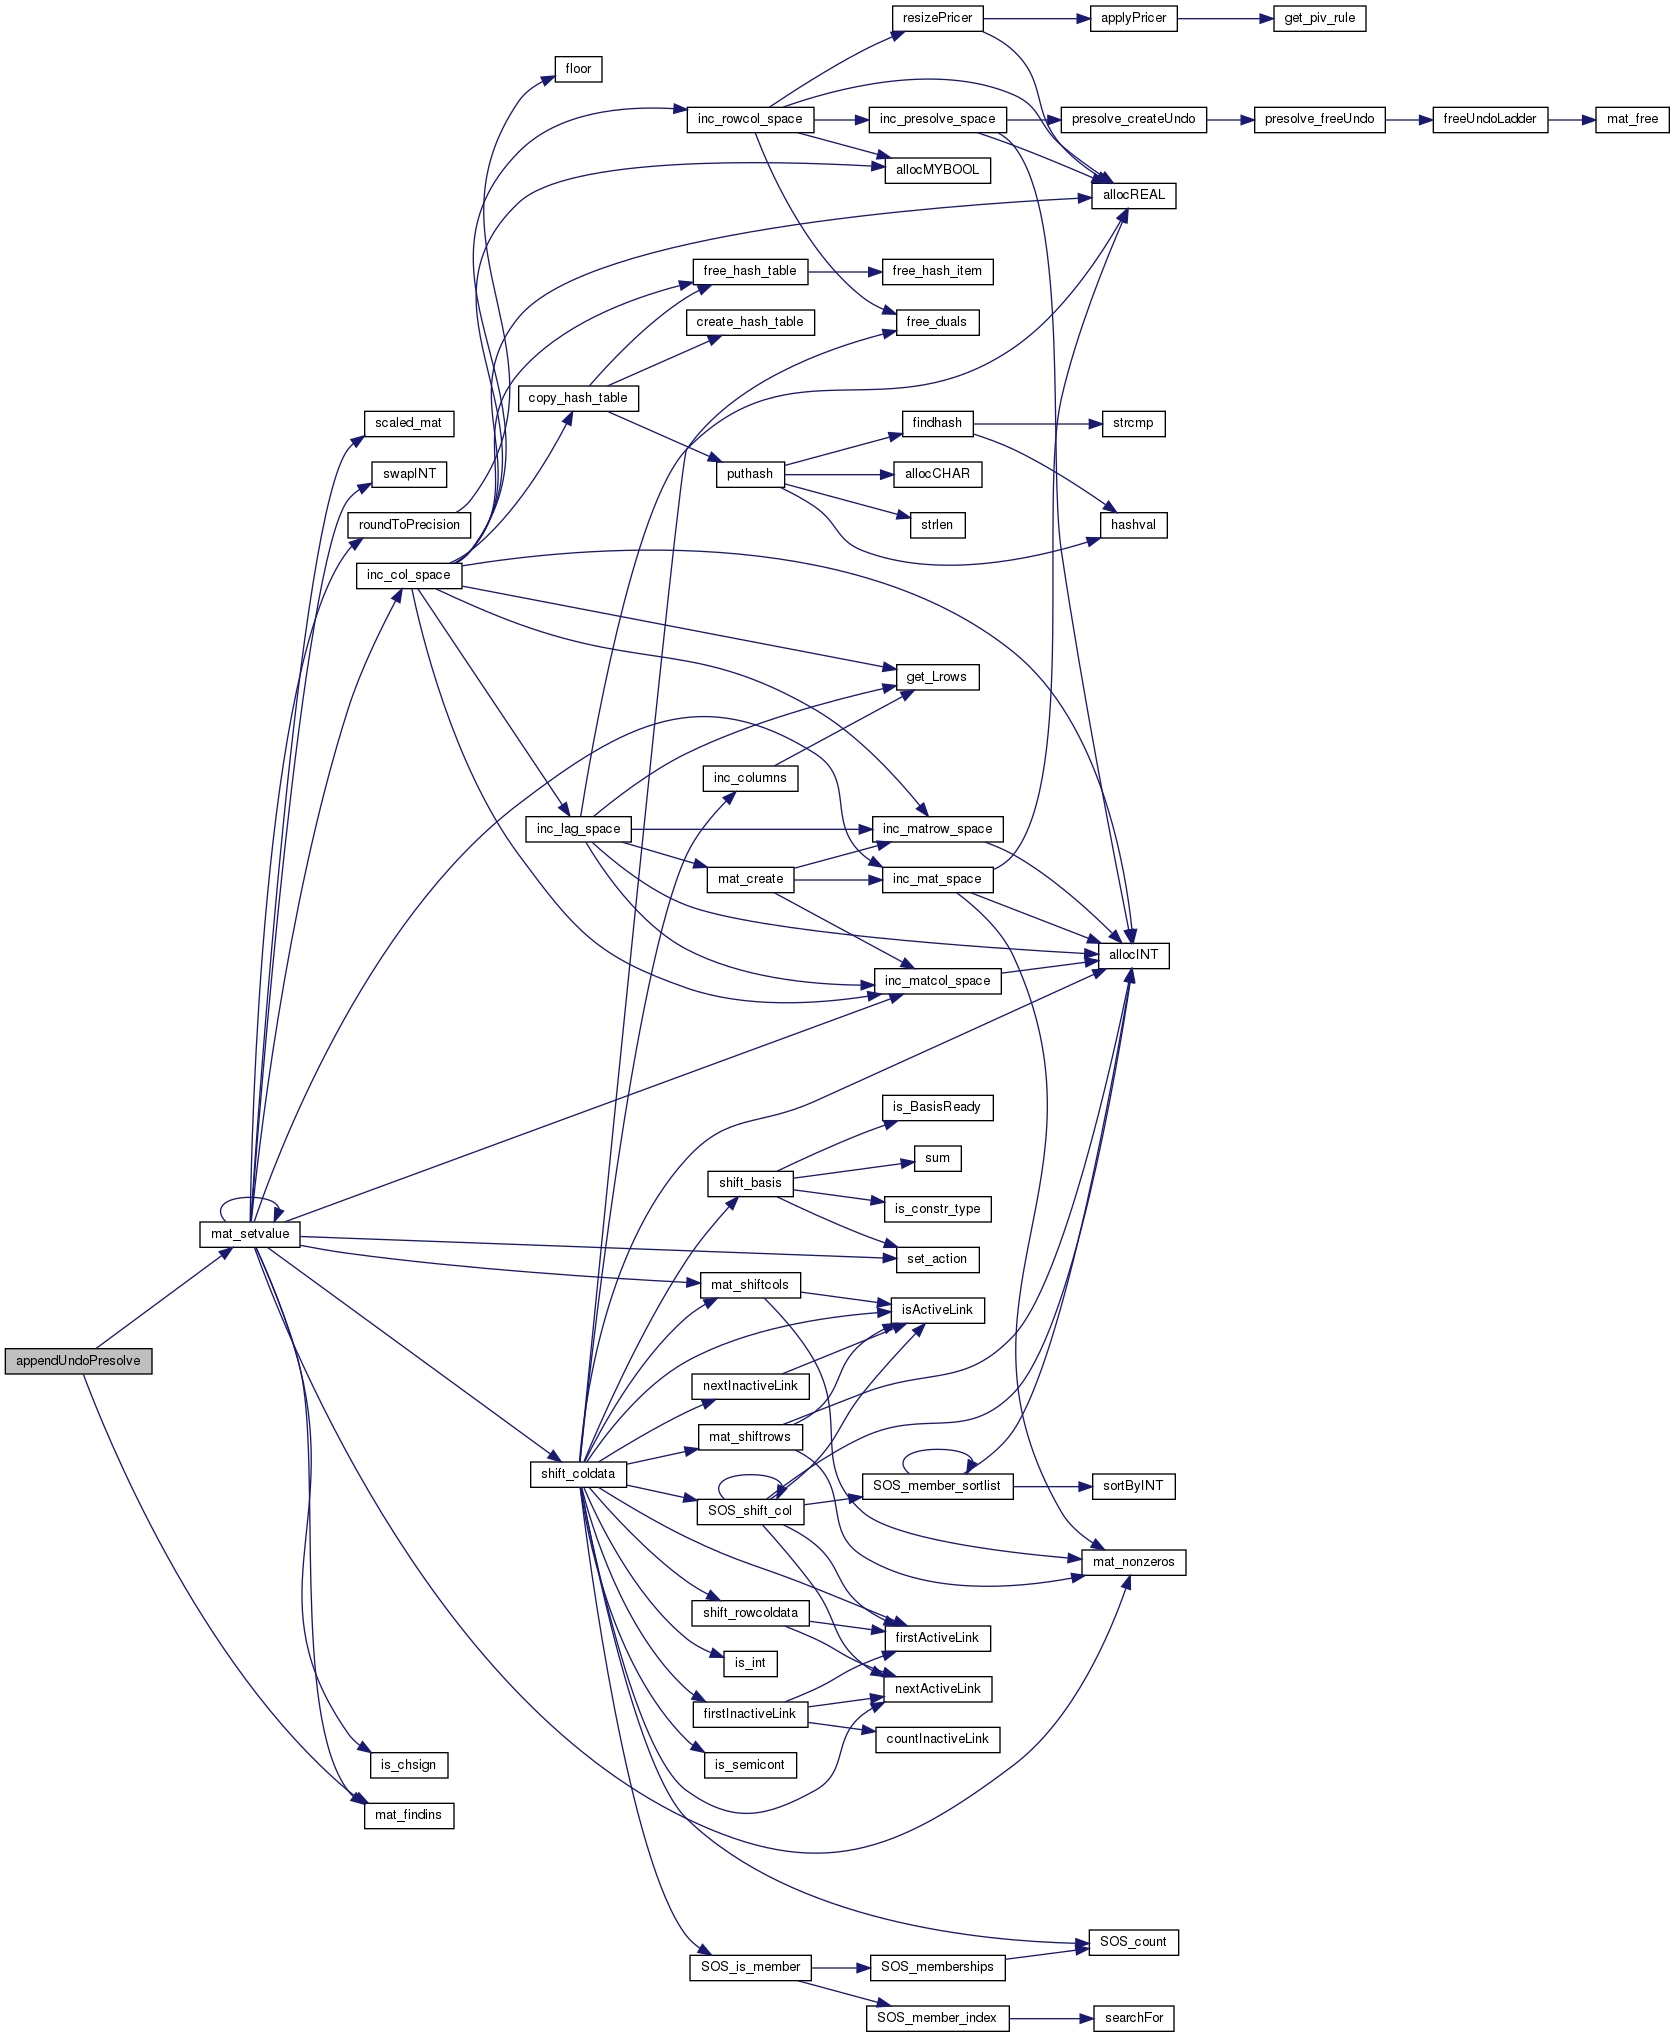 resizePricer
applyPricer
get_piv_rule
floor
inc_rowcol_space
inc_presolve_space
presolve_createUndo
presolve_freeUndo
freeUndoLadder
mat_free
allocMYBOOL
allocREAL
free_hash_table
free_hash_item
create_hash_table
free_duals
copy_hash_table
scaled_mat
findhash
strcmp
swapINT
puthash
allocCHAR
roundToPrecision
strlen
hashval
inc_col_space
get_Lrows
inc_columns
inc_lag_space
inc_matrow_space
mat_create
inc_mat_space
allocINT
inc_matcol_space
is_BasisReady
sum
shift_basis
is_constr_type
mat_setvalue
set_action
mat_shiftcols
isActiveLink
appendUndoPresolve
nextInactiveLink
mat_shiftrows
shift_coldata
SOS_member_sortlist
sortByINT
SOS_shift_col
mat_nonzeros
shift_rowcoldata
firstActiveLink
is_int
nextActiveLink
firstInactiveLink
countInactiveLink
is_chsign
is_semicont
mat_findins
SOS_count
SOS_is_member
SOS_memberships
SOS_member_index
searchFor